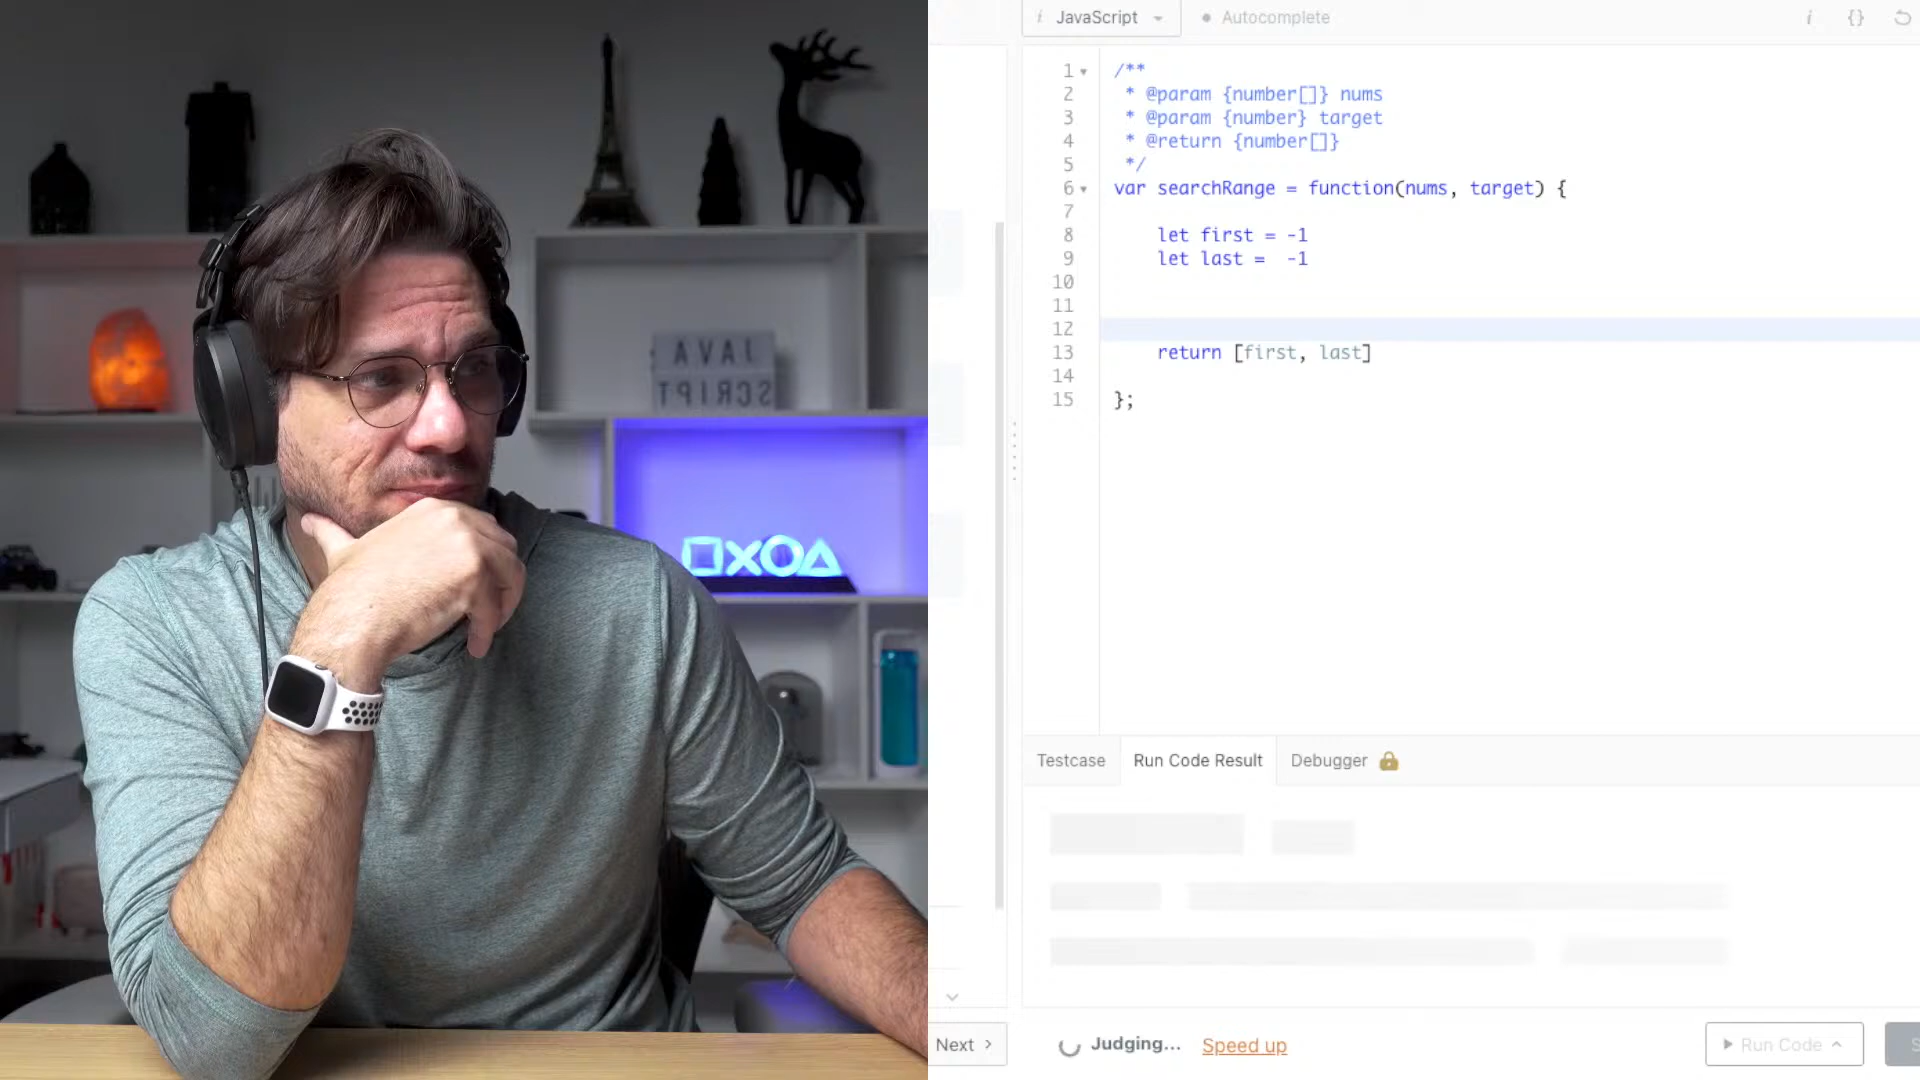 JAVA
SCRIPT
JavaScript
Autocomplete
i
{}
1
2
3
4
5
6
7
8
9
10
11
12
13
14
15
/**
* @param {number[]} nums
* @param {number} target
* @return {number[]}
*/
var searchRange = function(nums, target) {
let first = -1
let last =  -1
return [first, last]
};
Testcase
Run Code Result
Debugger
Next
Judging...
Speed up
Run Code